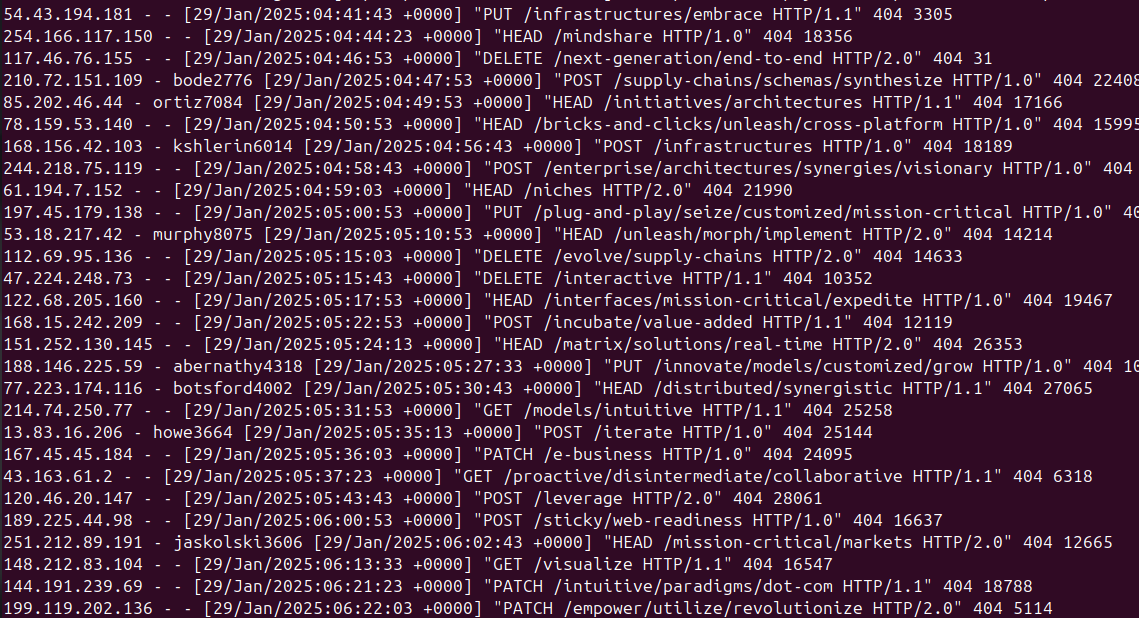 54.43.194.181 - - [29/Jan/2025:04:41:43 +0000] "PUT /infrastructures/embrace HTTP/1.1" 404 3305
254.166.117.150 - - [29/Jan/2025:04:44:23 +0000] "HEAD /mindshare HTTP/1.0" 404 18356
117.46.76.155 - - [29/Jan/2025:04:46:53 +0000] "DELETE /next-generation/end-to-end HTTP/2.0" 404 31
210.72.151.109 - bode2776 [29/Jan/2025:04:47:53 +0000] "POST /supply-chains/schemas/synthesize HTTP/1.0" 404 22408
85.202.46.44 - ortiz7084 [29/Jan/2025:04:49:53 +0000] "HEAD /initiatives/architectures HTTP/1.1" 404 17166
78.159.53.140 - - [29/Jan/2025:04:50:53 +0000] "HEAD /bricks-and-clicks/unleash/cross-platform HTTP/1.0" 404 15995
168.156.42.103 - kshlerin6014 [29/Jan/2025:04:56:43 +0000] "POST /infrastructures HTTP/1.0" 404 18189
244.218.75.119 - - [29/Jan/2025:04:58:43 +0000] "POST /enterprise/architectures/synergies/visionary HTTP/1.0" 404
61.194.7.152 - - [29/Jan/2025:04:59:03 +0000] "HEAD /niches HTTP/2.0" 404 21990
197.45.179.138 - - [29/Jan/2025:05:00:53 +0000] "PUT /plug-and-play/seize/customized/mission-critical HTTP/1.0" 40
53.18.217.42 - murphy8075 [29/Jan/2025:05:10:53 +0000] "HEAD /unleash/morph/implement HTTP/2.0" 404 14214
112.69.95.136 - - [29/Jan/2025:05:15:03 +0000] "DELETE /evolve/supply-chains HTTP/2.0" 404 14633
47.224.248.73 - - [29/Jan/2025:05:15:43 +0000] "DELETE /interactive HTTP/1.1" 404 10352
122.68.205.160 - - [29/Jan/2025:05:17:53 +0000] "HEAD /interfaces/mission-critical/expedite HTTP/1.0" 404 19467
168.15.242.209 - - [29/Jan/2025:05:22:53 +0000] "POST /incubate/value-added HTTP/1.1" 404 12119
151.252.130.145 - - [29/Jan/2025:05:24:13 +0000] "HEAD /matrix/solutions/real-time HTTP/2.0" 404 26353
188.146.225.59 - abernathy4318 [29/Jan/2025:05:27:33 +0000] "PUT /innovate/models/customized/grow HTTP/1.0" 404 10
77.223.174.116 - botsford4002 [29/Jan/2025:05:30:43 +0000] "HEAD /distributed/synergistic HTTP/1.1" 404 27065
214.74.250.77 - - [29/Jan/2025:05:31:53 +0000] "GET /models/intuitive HTTP/1.1" 404 25258
13.83.16.206 - howe3664 [29/Jan/2025:05:35:13 +0000] "POST /iterate HTTP/1.0" 404 25144
167.45.45.184 - - [29/Jan/2025:05:36:03 +0000] "PATCH /e-business HTTP/1.0" 404 24095
43.163.61.2 - - [29/Jan/2025:05:37:23 +0000] "GET /proactive/disintermediate/collaborative HTTP/1.1" 404 6318
120.46.20.147 - - [29/Jan/2025:05:43:43 +0000] "POST /leverage HTTP/2.0" 404 28061
189.225.44.98 - - [29/Jan/2025:06:00:53 +0000] "POST /sticky/web-readiness HTTP/1.0" 404 16637
251.212.89.191 - jaskolski3606 [29/Jan/2025:06:02:43 +0000] "HEAD /mission-critical/markets HTTP/2.0" 404 12665
148.212.83.104 - - [29/Jan/2025:06:13:33 +0000] "GET /visualize HTTP/1.1" 404 16547
144.191.239.69 - - [29/Jan/2025:06:21:23 +0000] "PATCH /intuitive/paradigms/dot-com HTTP/1.1" 404 18788
199.119.202.136 - - [29/Jan/2025:06:22:03 +0000] "PATCH /empower/utilize/revolutionize HTTP/2.0" 404 5114